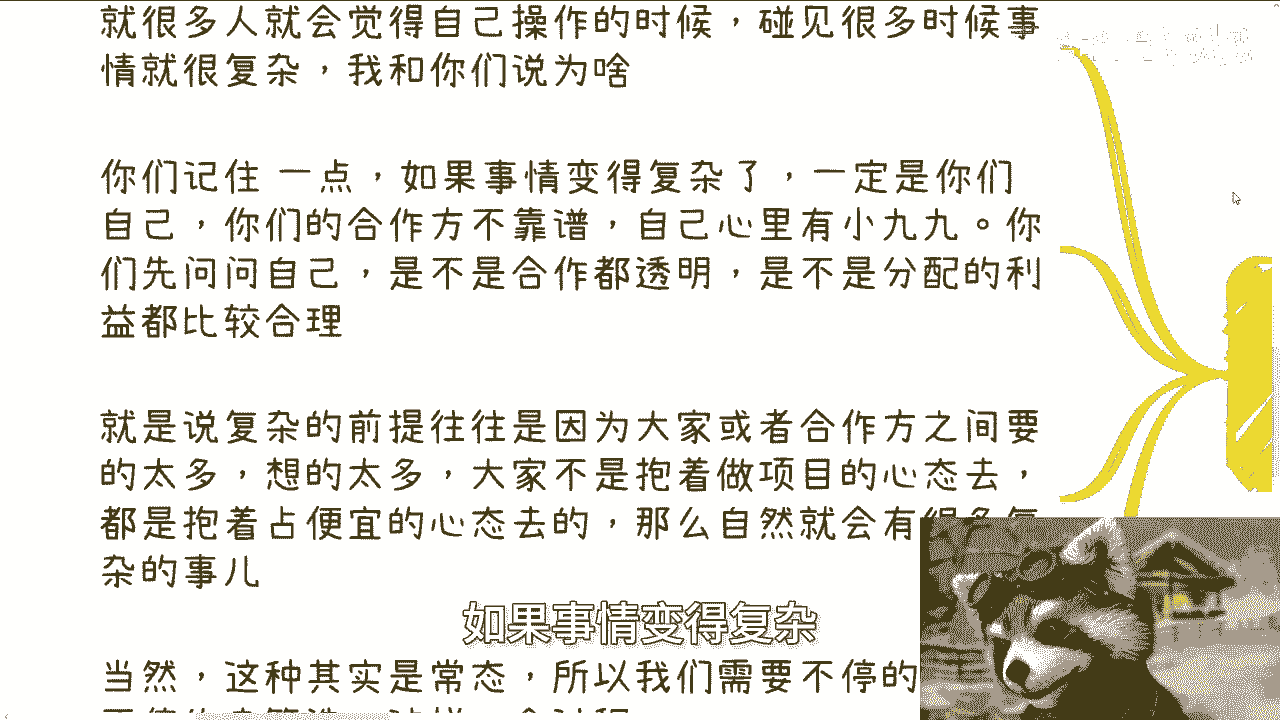 就很多人就会觉得自己操作的时候，碰见很多时候事
情就很复杂，我和你们说为啥
你们记住 一点，如果事情变得复杂了，一定是你们
自己，你们的合作方不靠谱，自己心里有小九九。你
们先问问自己，是不是合作都透明，是不是分配的利
益都比较合理
就是说复杂的前提往往是因为大家或者合作方之间要
的太多，想的太多，大家不是抱着做项目的心态去，
都是抱着占便宜的心态去的，那么自然就会有很多复
杂的事儿
如果事情变得复杂
当然，这种其实是常态，所以我们需要不停的